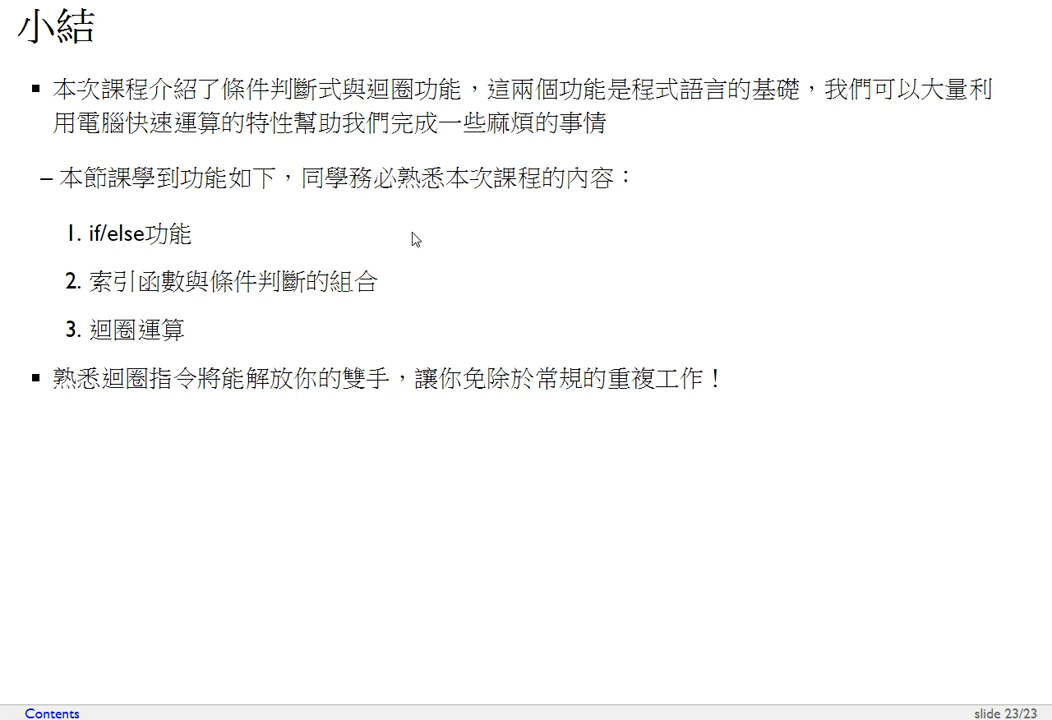 小結
▪ 本次課程介紹了條件判斷式與迴圈功能，這兩個功能是程式語言的基礎，我們可以大量利
用電腦快速運算的特性幫助我們完成一些麻煩的事情
– 本節課學到功能如下，同學務必熟悉本次課程的內容：
1. if/else功能
2. 索引函數與條件判斷的組合
3. 迴圈運算
▪ 熟悉迴圈指令將能解放你的雙手，讓你免除於常規的重複工作！
Contents
slide 23/23